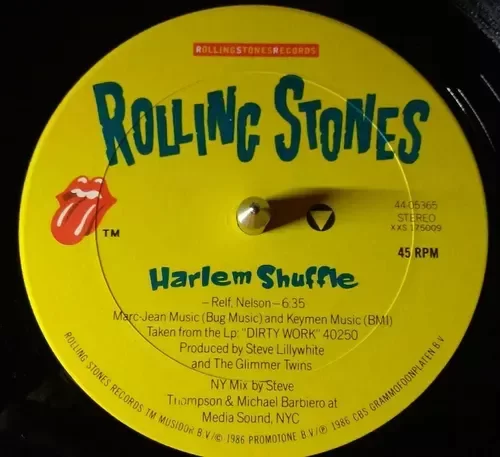 ROLLINGSTONESRECORDS
ROLLING STONES
TM
44-05365
STEREO
XXS 175009
45 RPM
Harlem Shuffle
–Relf, Nelson–6:35
Marc-Jean Music (Bug Music) and Keymen Music (BMI)
Taken from the Lp: "DIRTY WORK" 40250
Produced by Steve Lillywhite
and The Glimmer Twins
NY Mix by Steve
Thompson & Michael Barbiero at
Media Sound, NYC
ROLLING STONES RECORDS TM MUSIDOR B.V/© 1986 PROMOTONE B.V/℗ 1986 CBS GRAMMOFOONPLATEN B.V